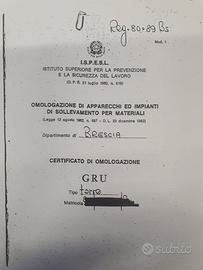 Reg. 80+89 Bs
Mod. 1
I.S.P.E.S.L.
ISTITUTO SUPERIORE PER LA PREVENZIONE
E LA SICUREZZA DEL LAVORO
(D.P.R. 31 luglio 1980, n. 619)
OMOLOGAZIONE DI APPARECCHI ED IMPIANTI
DI SOLLEVAMENTO PER MATERIALI
(Legge 12 agosto 1982, n. 597 - D.L. 23 dicembre 1982)
Dipartimento di BRESCIA
CERTIFICATO DI OMOLOGAZIONE
GRU
Tipo torre
Matricola
subito